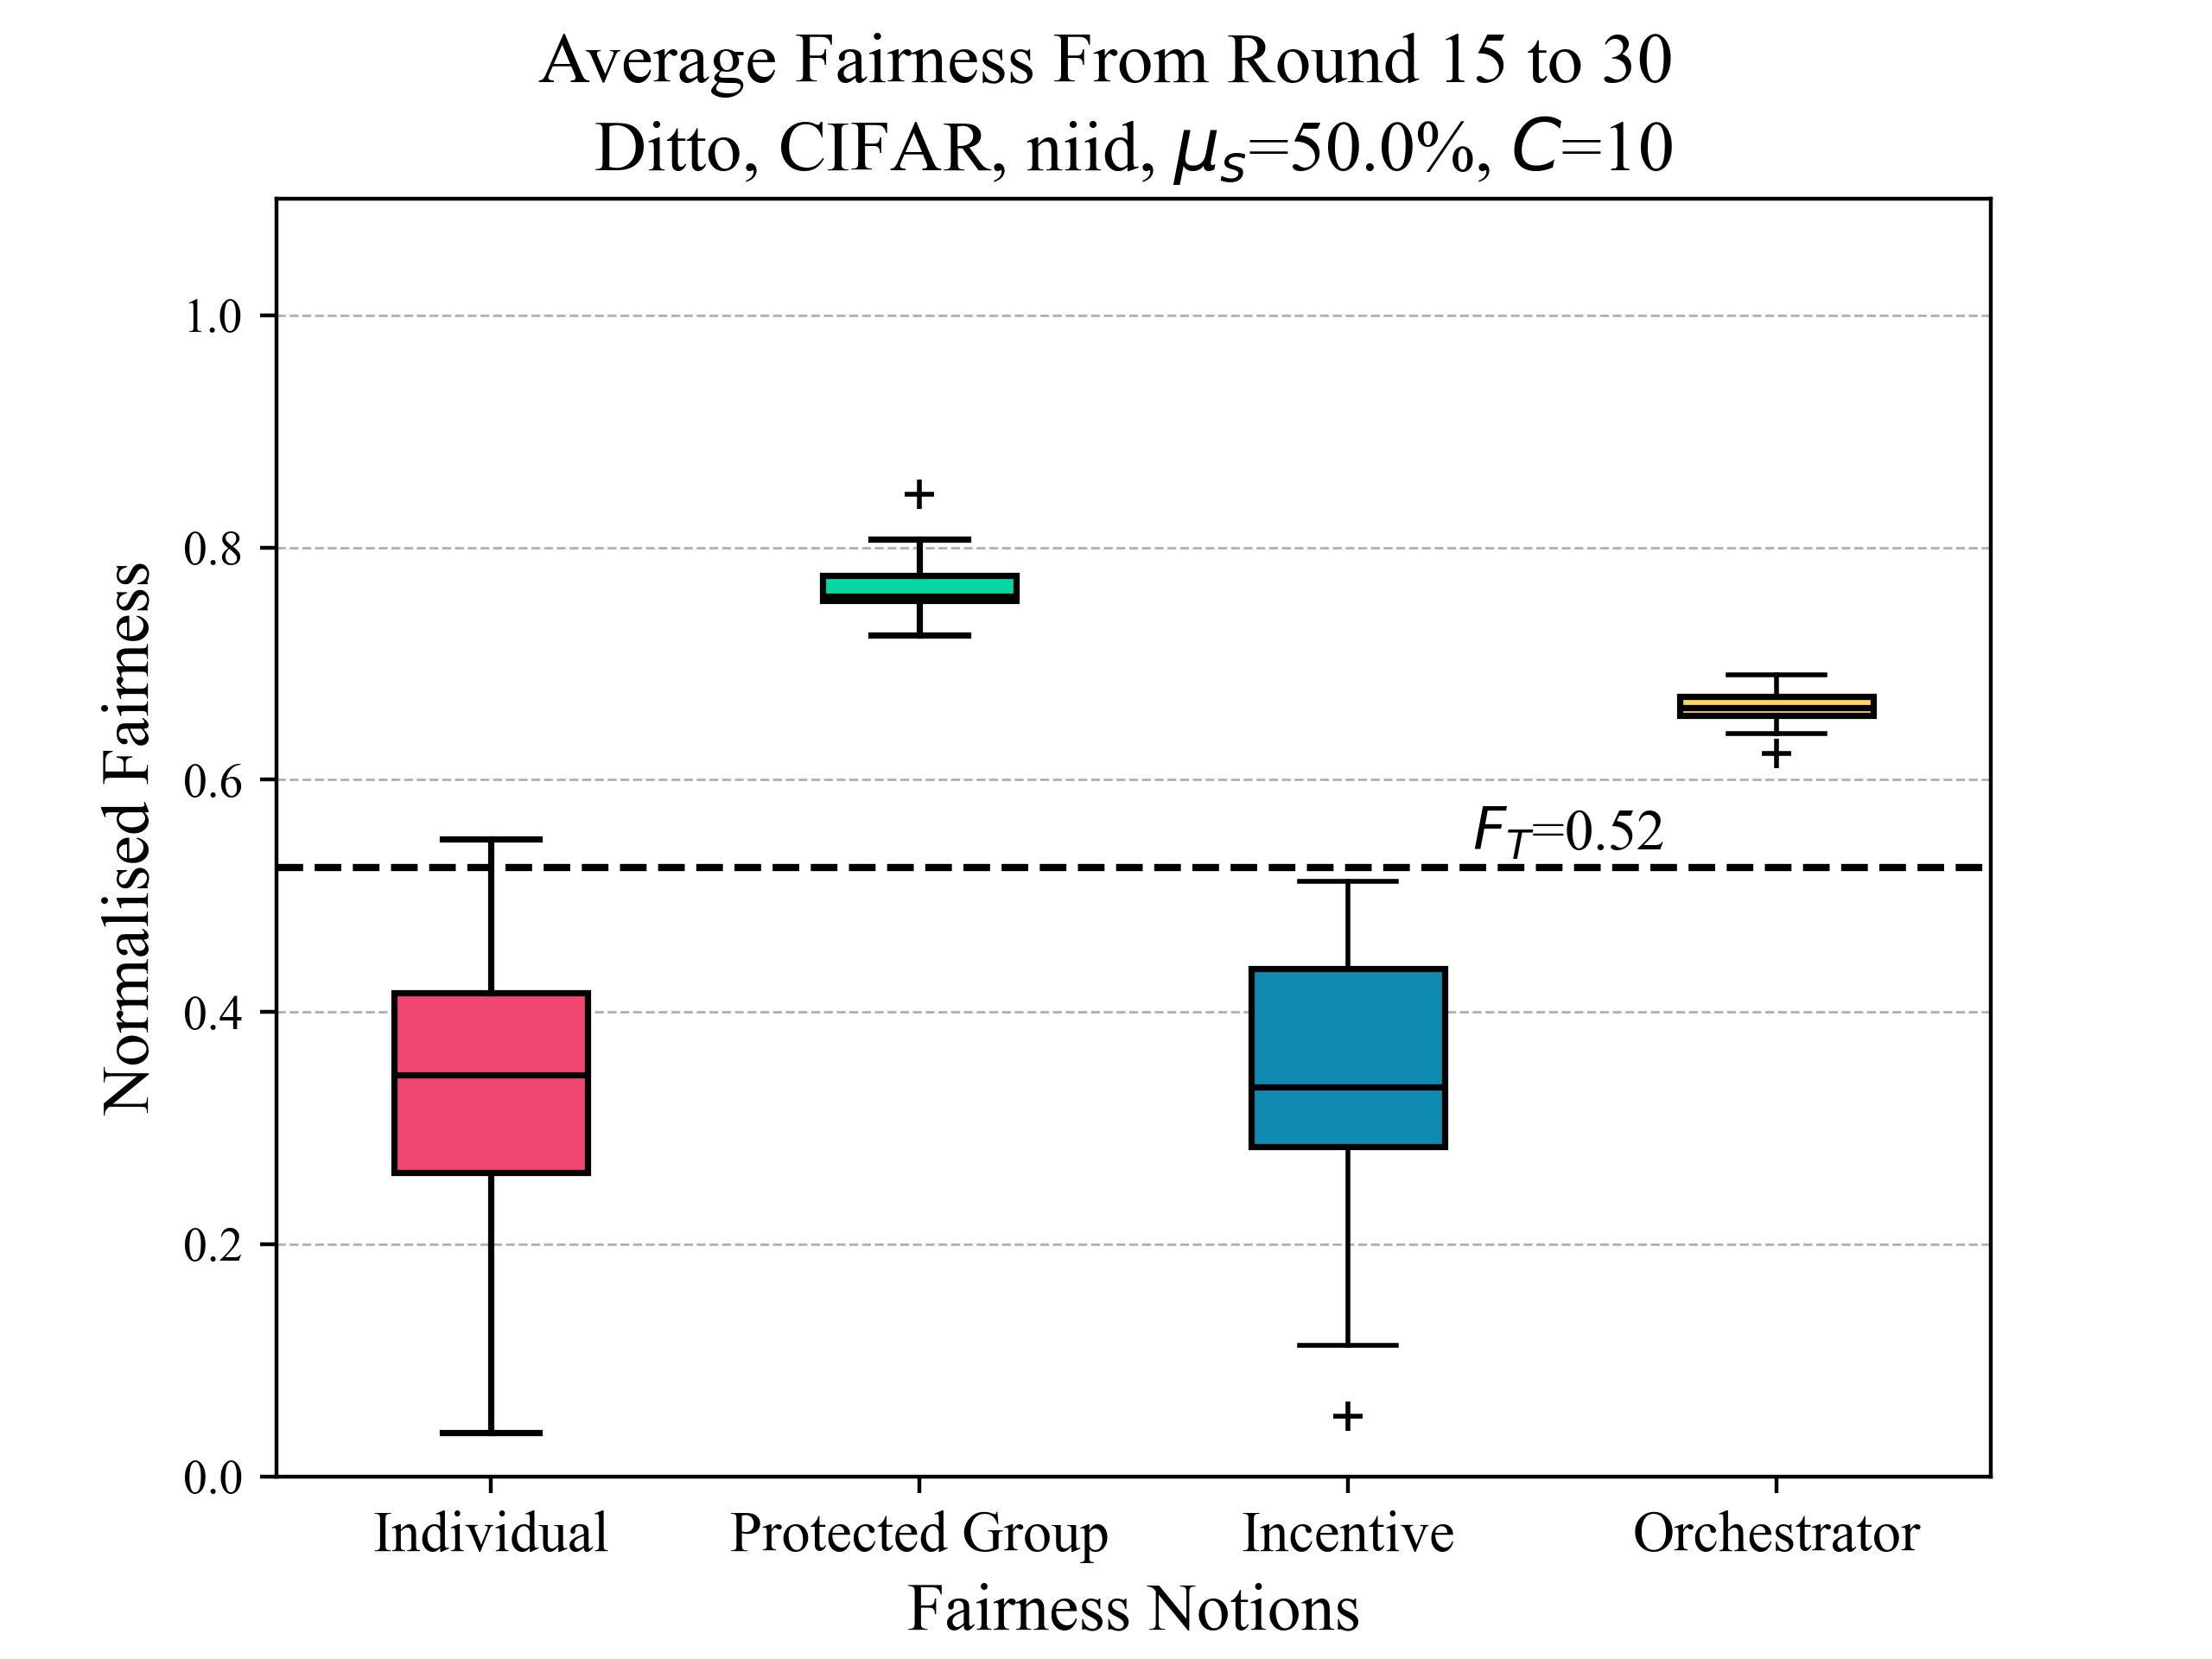 Average Fairness From Round 15 to 30
Ditto, CIFAR, niid, μₛ=50.0%, C=10
Normalised Fairness
1.0
0.8
0.6
0.4
0.2
0.0
F_T=0.52
Individual
Protected Group
Incentive
Orchestrator
Fairness Notions